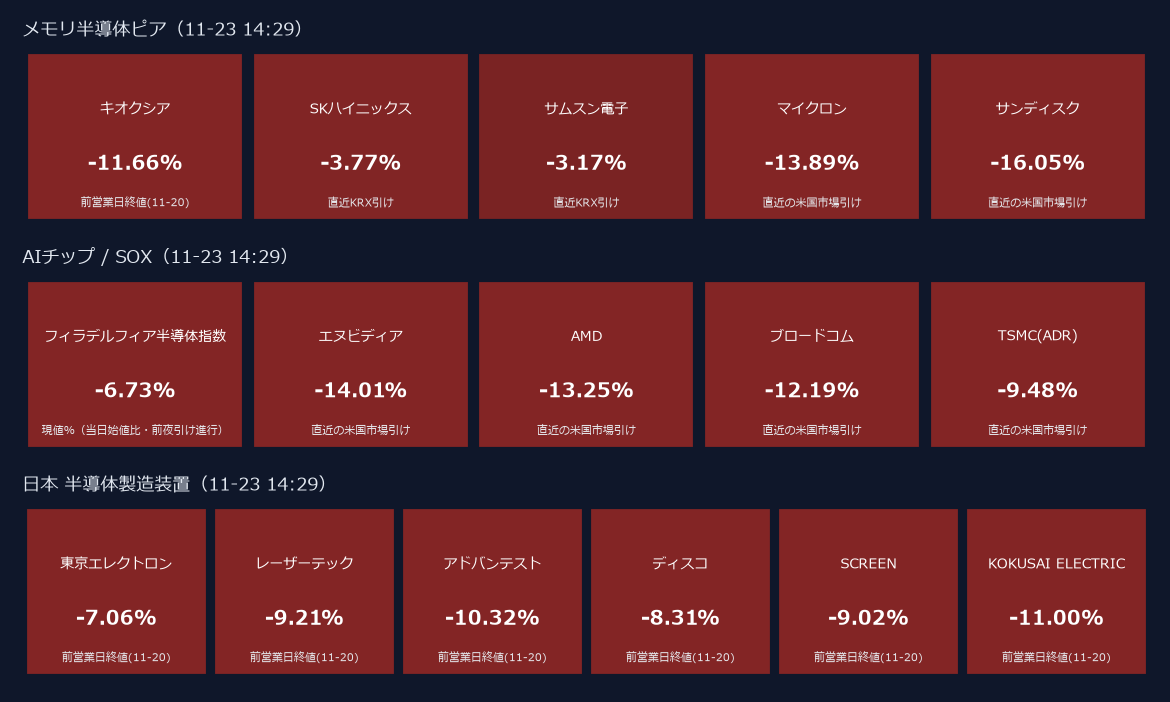 メモリ半導体ピア（11-23 14:29）
キオクシア
-11.66%
前営業日終値(11-20)
SKハイニックス
-3.77%
直近KRX引け
サムスン電子
-3.17%
直近KRX引け
マイクロン
-13.89%
直近の米国市場引け
サンディスク
-16.05%
直近の米国市場引け
AIチップ / SOX（11-23 14:29）
フィラデルフィア半導体指数
-6.73%
現値%（当日始値比・前夜引け進行）
エヌビディア
-14.01%
直近の米国市場引け
AMD
-13.25%
直近の米国市場引け
ブロードコム
-12.19%
直近の米国市場引け
TSMC(ADR)
-9.48%
直近の米国市場引け
日本 半導体製造装置（11-23 14:29）
東京エレクトロン
-7.06%
前営業日終値(11-20)
レーザーテック
-9.21%
前営業日終値(11-20)
アドバンテスト
-10.32%
前営業日終値(11-20)
ディスコ
-8.31%
前営業日終値(11-20)
SCREEN
-9.02%
前営業日終値(11-20)
KOKUSAI ELECTRIC
-11.00%
前営業日終値(11-20)